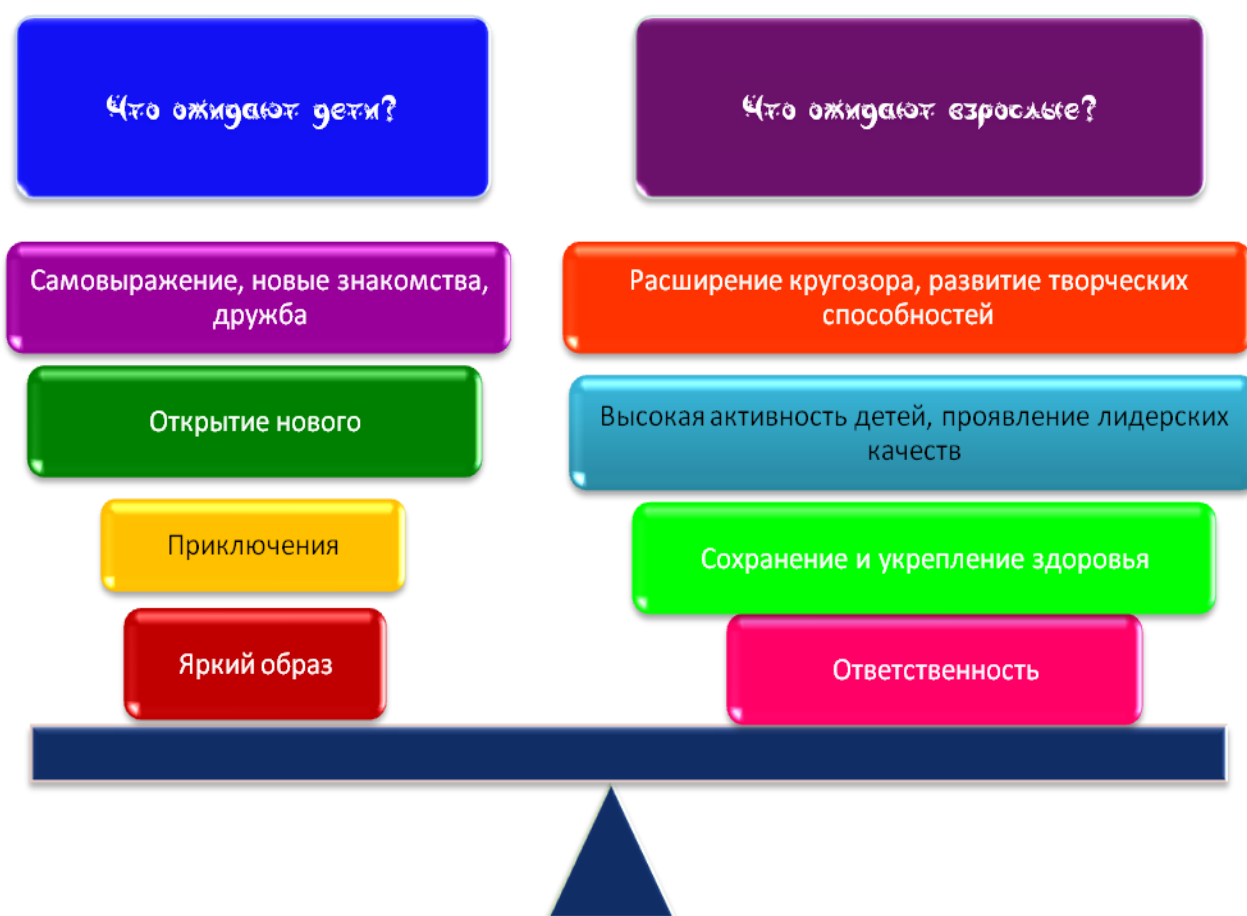 Что ожидают дети?
Что ожидают взрослые?
Самовыражение, новые знакомства,
дружба
Открытие нового
Приключения
Яркий образ
Расширение кругозора, развитие творческих
способностей
Высокая активность детей, проявление лидерских
качеств
Сохранение и укрепление здоровья
Ответственность